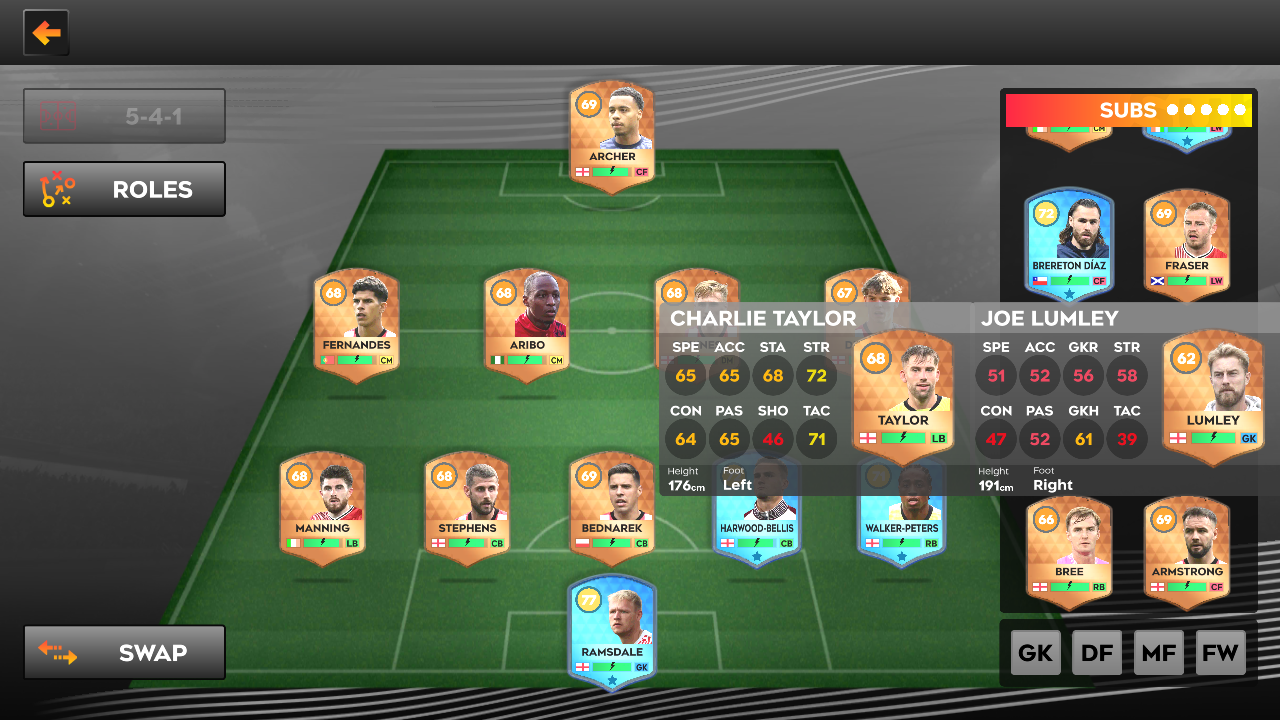 5-4-1
ROLES
SWAP
69
ARCHER
CF
68
FERNANDES
CM
68
ARIBO
CM
68
67
68
MANNING
LB
68
STEPHENS
CB
69
BEDNAREK
CB
HARWOOD-BELLIS
CB
WALKER-PETERS
RB
77
RAMSDALE
GK
SUBS
CM
LW
72
BRERETON DÍAZ
CF
69
FRASER
LW
CHARLIE TAYLOR
SPE ACC STA STR
65 65 68 72
CON PAS SHO TAC
64 65 46 71
Height Foot
176cm Left
68
TAYLOR
LB
JOE LUMLEY
SPE ACC GKR STR
51 52 56 58
CON PAS GKH TAC
47 52 61 39
Height Foot
191cm Right
62
LUMLEY
GK
66
BREE
RB
69
ARMSTRONG
CF
GK DF MF FW